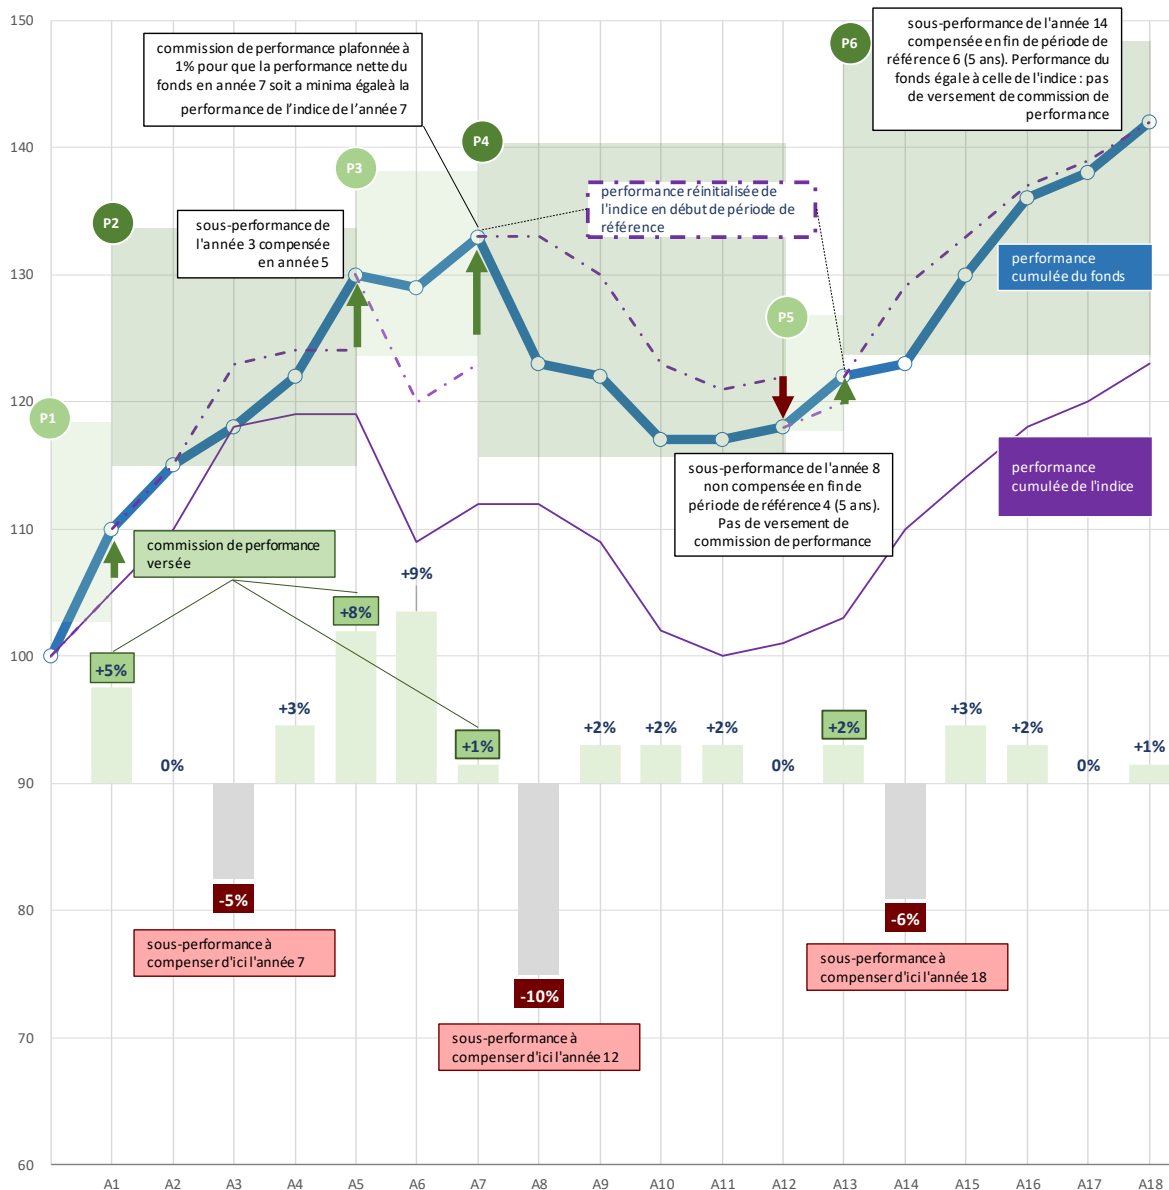 150
140
130
120
110
100
90
80
70
60
P1
P2
P3
P4
P5
P6
commission de performance plafonnée à
1% pour que la performance nette du
fonds en année 7 soit a minima égaleà la
performance de l'indice de l'année 7
sous-performance de l'année 14
compensée en fin de période de
référence 6 (5 ans). Performance du
fonds égale à celle de l'indice : pas
de versement de commission de
performance
sous-performance de
l'année 3 compensée
en année 5
performance réinitialisée de
l'indice en début de période de
référence
performance
cumulée du fonds
performance
cumulée de l'indice
sous-performance de l'année 8
non compensée en fin de
période de référence 4 (5 ans).
Pas de versement de
commission de performance
commission de performance
versée
+5%
0%
-5%
+3%
+8%
+9%
+1%
-10%
+2%
+2%
+2%
0%
+2%
-6%
+3%
+2%
0%
+1%
sous-performance à
compenser d'ici l'année 7
sous-performance à
compenser d'ici l'année 12
sous-performance à
compenser d'ici l'année 18
A1 A2 A3 A4 A5 A6 A7 A8 A9 A10 A11 A12 A13 A14 A15 A16 A17 A18